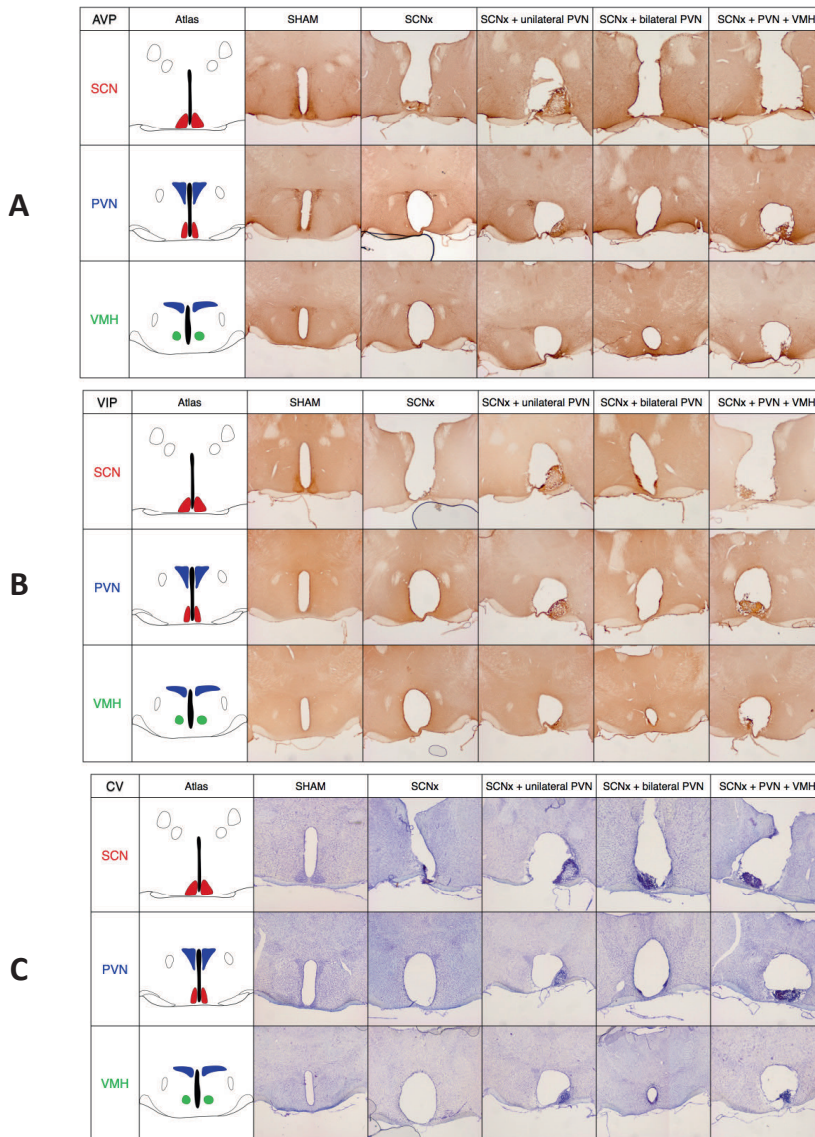 AVP Atlas SHAM SCNx SCNx + unilateral PVN SCNx + bilateral PVN SCNx + PVN + VMH
SCN
A
PVN
VMH
VIP Atlas SHAM SCNx SCNx + unilateral PVN SCNx + bilateral PVN SCNx + PVN + VMH
SCN
B
PVN
VMH
CV Atlas SHAM SCNx SCNx + unilateral PVN SCNx + bilateral PVN SCNx + PVN + VMH
SCN
C
PVN
VMH